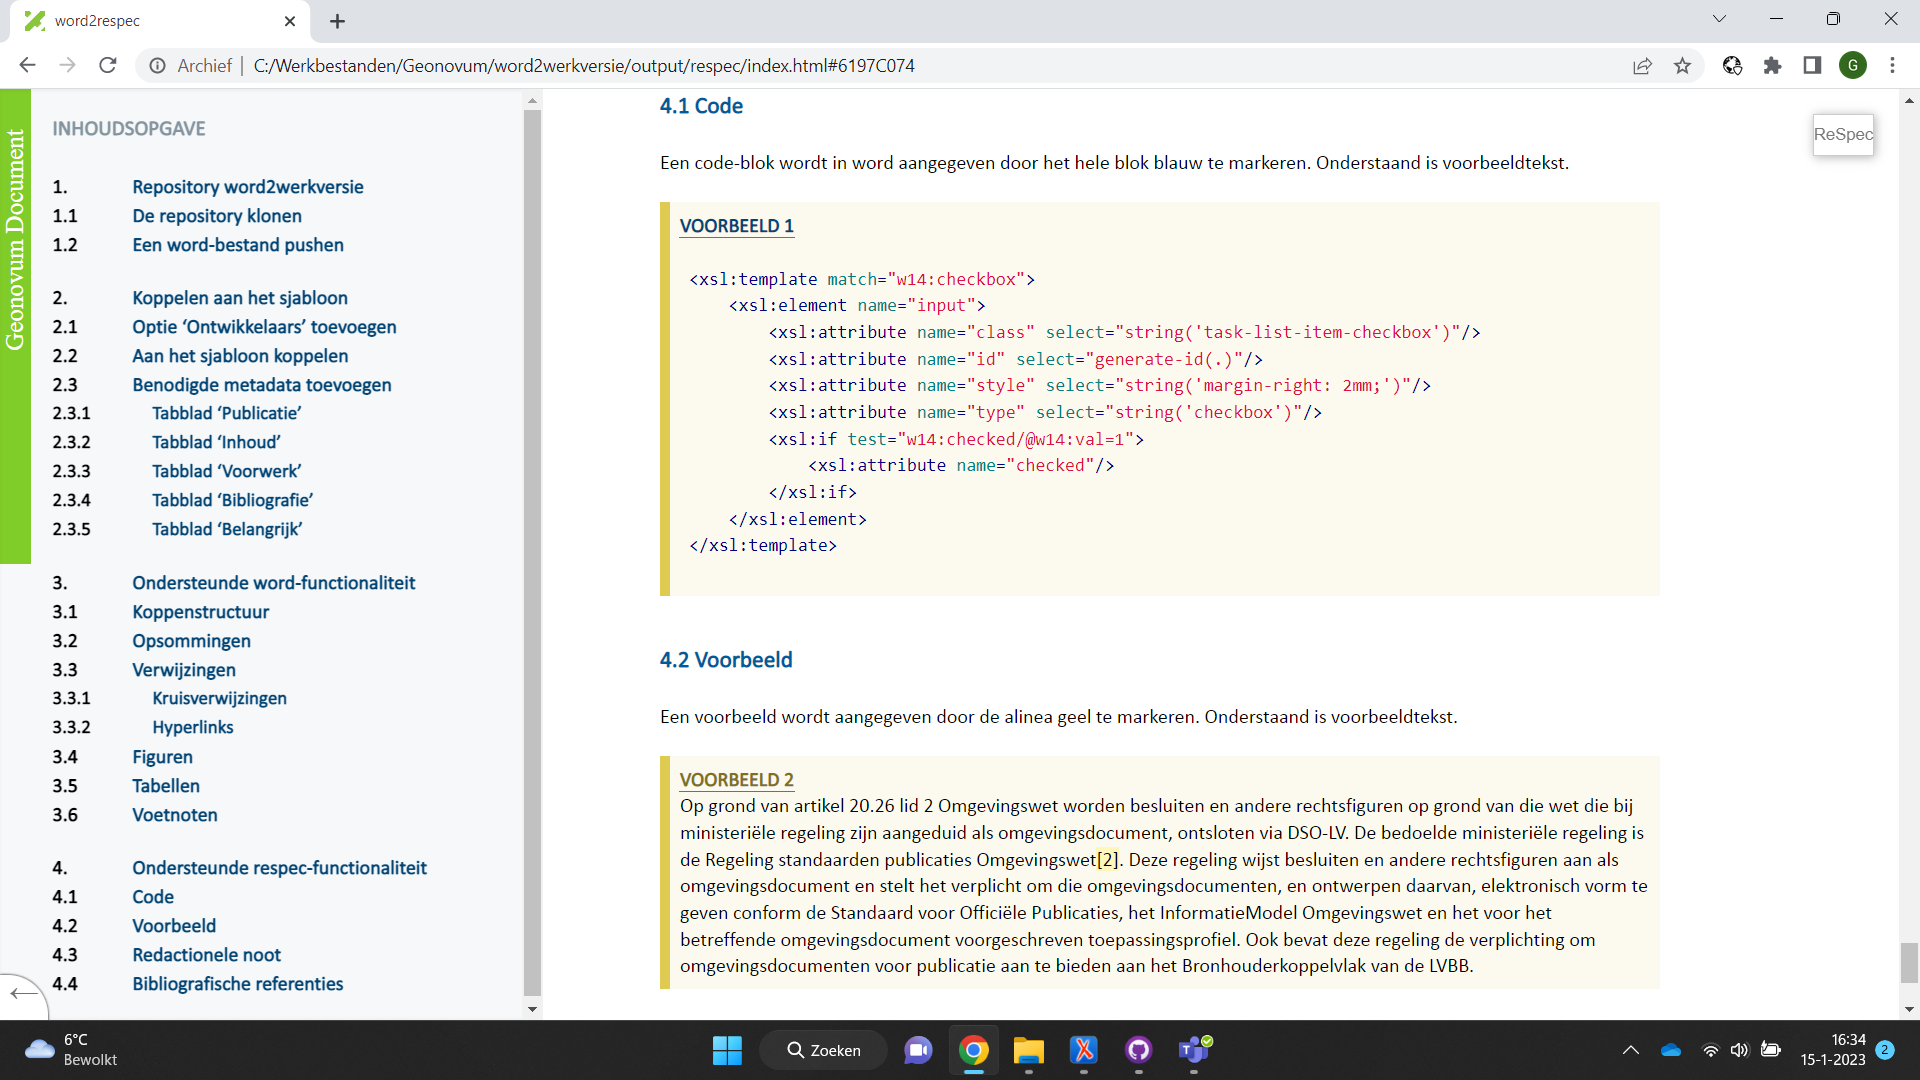 word2respec
Archief
C:/Werkbestanden/Geonovum/word2werkversie/output/respec/index.html#6197C074
G
Geonovum Document
INHOUDSOPGAVE
1. Repository word2werkversie
1.1 De repository klonen
1.2 Een word-bestand pushen
2. Koppelen aan het sjabloon
2.1 Optie ‘Ontwikkelaars’ toevoegen
2.2 Aan het sjabloon koppelen
2.3 Benodigde metadata toevoegen
2.3.1 Tabblad ‘Publicatie’
2.3.2 Tabblad ‘Inhoud’
2.3.3 Tabblad ‘Voorwerk’
2.3.4 Tabblad ‘Bibliografie’
2.3.5 Tabblad ‘Belangrijk’
3. Ondersteunde word-functionaliteit
3.1 Koppenstructuur
3.2 Opsommingen
3.3 Verwijzingen
3.3.1 Kruisverwijzingen
3.3.2 Hyperlinks
3.4 Figuren
3.5 Tabellen
3.6 Voetnoten
4. Ondersteunde respec-functionaliteit
4.1 Code
4.2 Voorbeeld
4.3 Redactionele noot
4.4 Bibliografische referenties
ReSpec
4.1 Code
Een code-blok wordt in word aangegeven door het hele blok blauw te markeren. Onderstaand is voorbeeldtekst.
VOORBEELD 1
<xsl:template match="w14:checkbox">
<xsl:element name="input">
<xsl:attribute name="class" select="string('task-list-item-checkbox')"/>
<xsl:attribute name="id" select="generate-id(.)"/>
<xsl:attribute name="style" select="string('margin-right: 2mm;')"/>
<xsl:attribute name="type" select="string('checkbox')"/>
<xsl:if test="w14:checked/@w14:val=1">
<xsl:attribute name="checked"/>
</xsl:if>
</xsl:element>
</xsl:template>
4.2 Voorbeeld
Een voorbeeld wordt aangegeven door de alinea geel te markeren. Onderstaand is voorbeeldtekst.
VOORBEELD 2
Op grond van artikel 20.26 lid 2 Omgevingswet worden besluiten en andere rechtsfiguren op grond van die wet die bij
ministeriële regeling zijn aangeduid als omgevingsdocument, ontsloten via DSO-LV. De bedoelde ministeriële regeling is
de Regeling standaarden publicaties Omgevingswet[2]. Deze regeling wijst besluiten en andere rechtsfiguren aan als
omgevingsdocument en stelt het verplicht om die omgevingsdocumenten, en ontwerpen daarvan, elektronisch vorm te
geven conform de Standaard voor Officiële Publicaties, het InformatieModel Omgevingswet en het voor het
betreffende omgevingsdocument voorgeschreven toepassingsprofiel. Ook bevat deze regeling de verplichting om
omgevingsdocumenten voor publicatie aan te bieden aan het Bronhouderkoppelvlak van de LVBB.
6°C
Bewolkt
Zoeken
16:34
15-1-2023
2